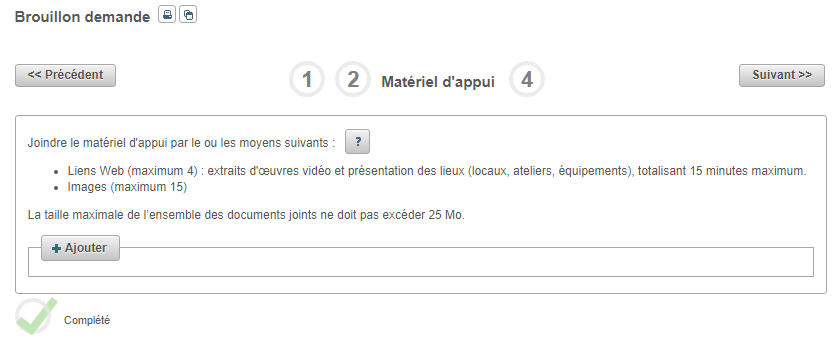 Brouillon demande
<< Précédent
1 2 Matériel d'appui 4
Suivant >>
Joindre le matériel d'appui par le ou les moyens suivants : ?
• Liens Web (maximum 4) : extraits d'œuvres vidéo et présentation des lieux (locaux, ateliers, équipements), totalisant 15 minutes maximum.
• Images (maximum 15)
La taille maximale de l'ensemble des documents joints ne doit pas excéder 25 Mo.
+ Ajouter
Complété